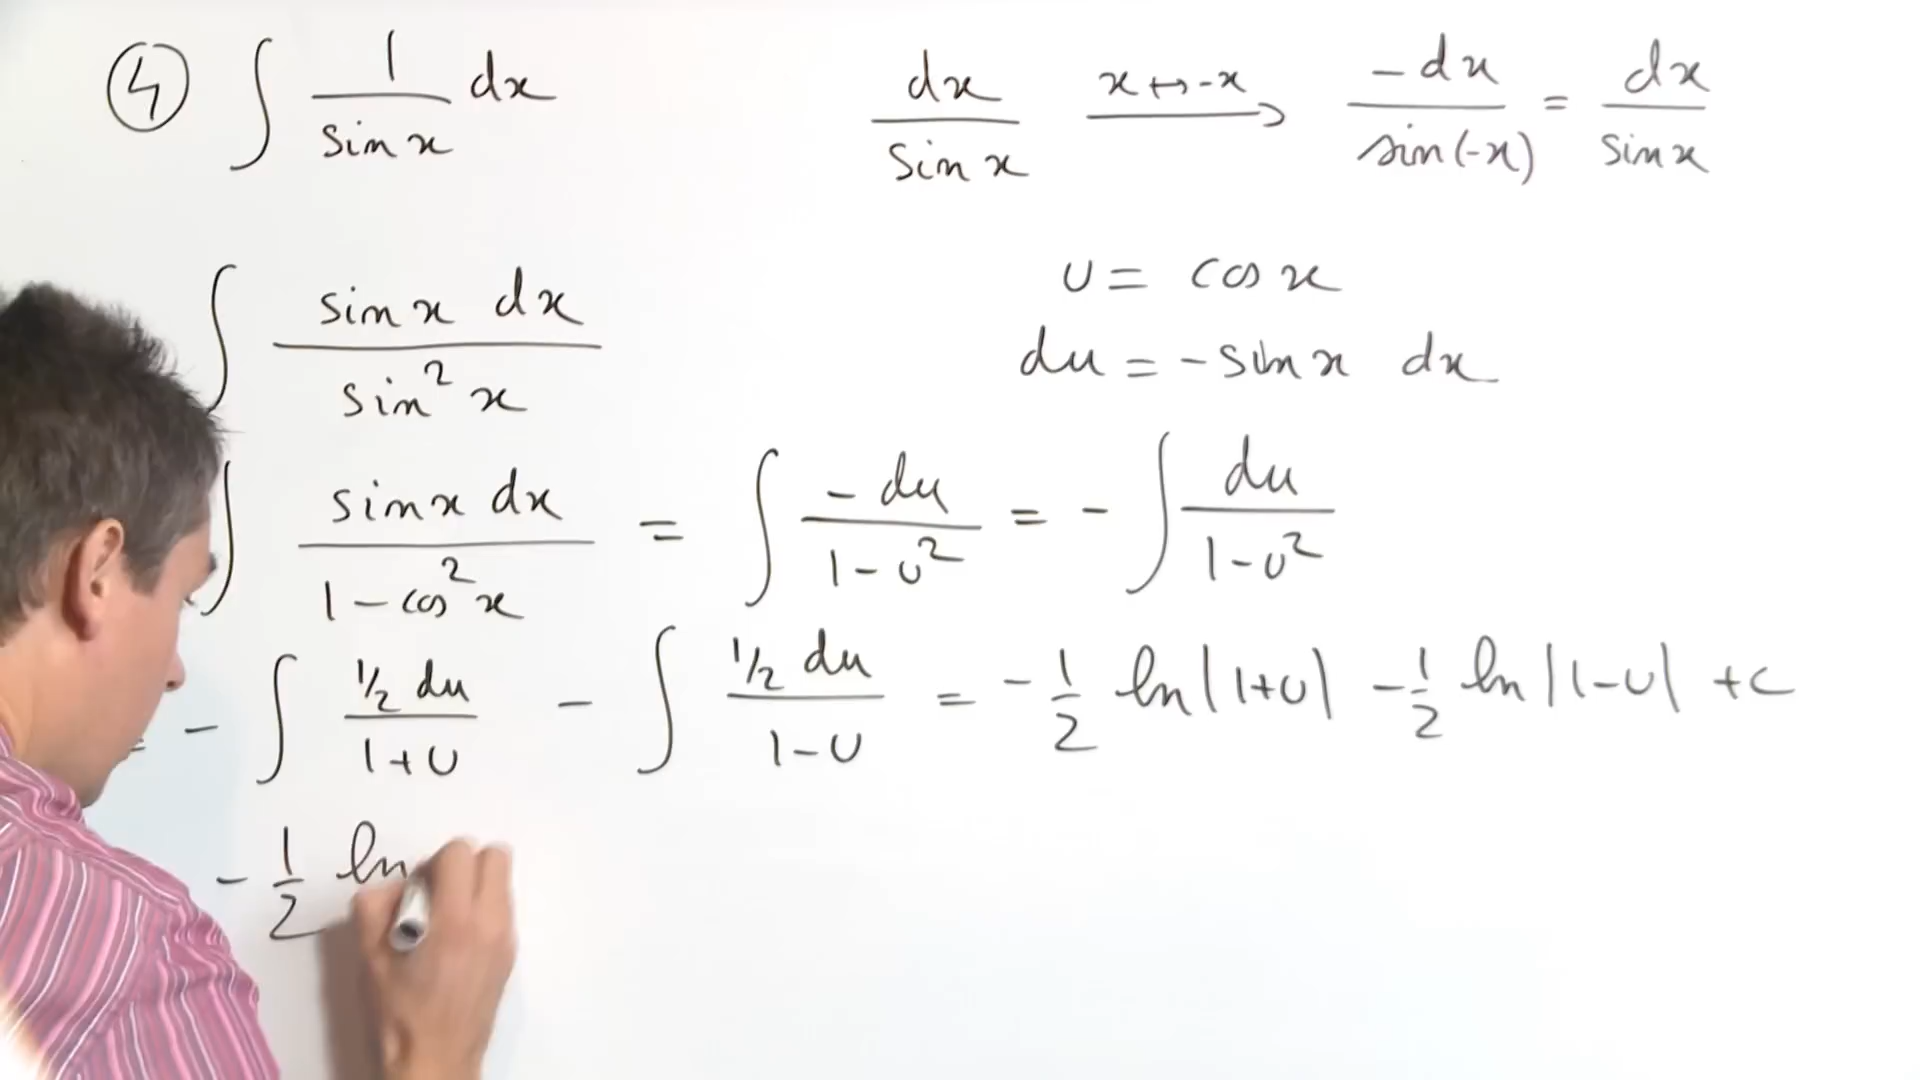 ④ ∫ 1/sin x dx
dx/sin x x ↔ -x → -dx/sin(-x) = dx/sin x
∫ sin x dx/sin² x
u = cos x
du = - sin x dx
∫ sin x dx/1 - cos² x = ∫ - du/1 - u² = - ∫ du/1 - u²
= - ∫ ½ du/1 + u - ∫ ½ du/1 - u = - 1/2 ln |1+u| - 1/2 ln |1-u| + c
- 1/2 ln